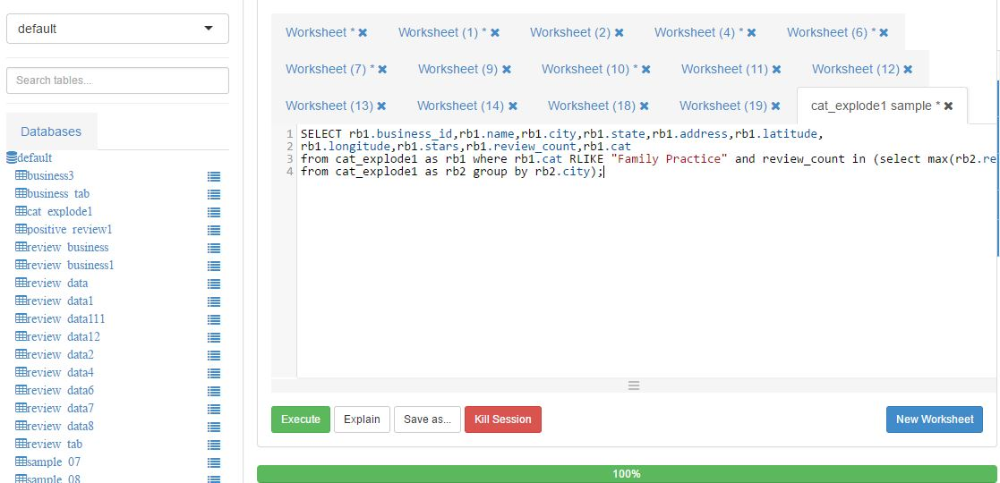 default
Search tables...
Databases
default
business3
business_tab
cat_explode1
positive_review1
review_business
review_business1
review_data
review_data1
review_data111
review_data12
review_data2
review_data4
review_data6
review_data7
review_data8
review_tab
sample_07
sample_08
Worksheet * ✖ Worksheet (1) * ✖ Worksheet (2) ✖ Worksheet (4) * ✖ Worksheet (6) * ✖
Worksheet (7) * ✖ Worksheet (9) ✖ Worksheet (10) * ✖ Worksheet (11) ✖ Worksheet (12) ✖
Worksheet (13) ✖ Worksheet (14) ✖ Worksheet (18) ✖ Worksheet (19) ✖ cat_explode1 sample * ✖
1 SELECT rb1.business_id,rb1.name,rb1.city,rb1.state,rb1.address,rb1.latitude,
2 rb1.longitude,rb1.stars,rb1.review_count,rb1.cat
3 from cat_explode1 as rb1 where rb1.cat RLIKE "Family Practice" and review_count in (select max(rb2.re
4 from cat_explode1 as rb2 group by rb2.city);
Execute Explain Save as... Kill Session New Worksheet
100%